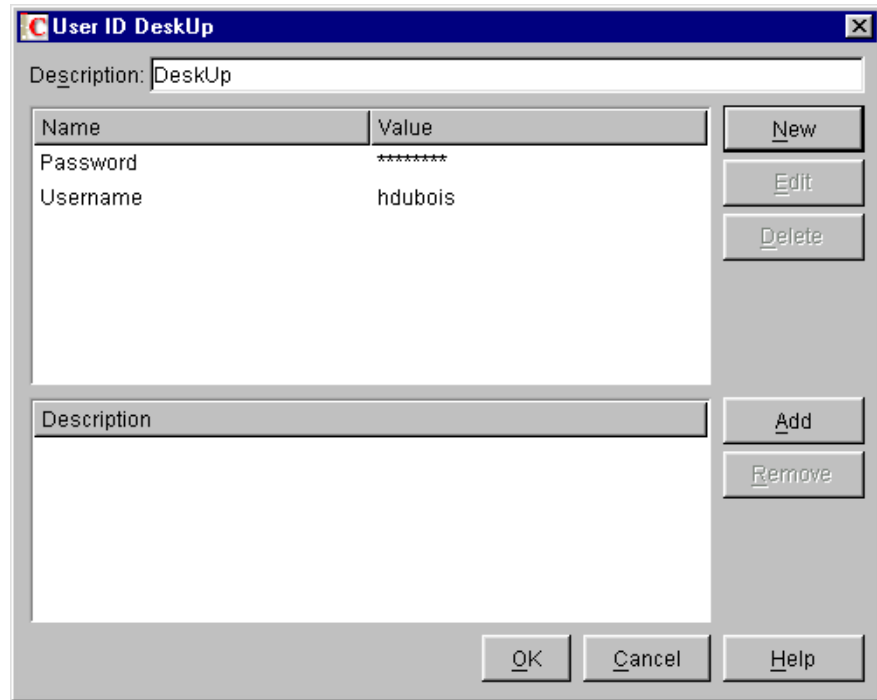 C User ID DeskUp
Description: DeskUp
Name Value New
Password ******** Edit
Username hdubois
Delete
Description Add
Remove
OK Cancel Help